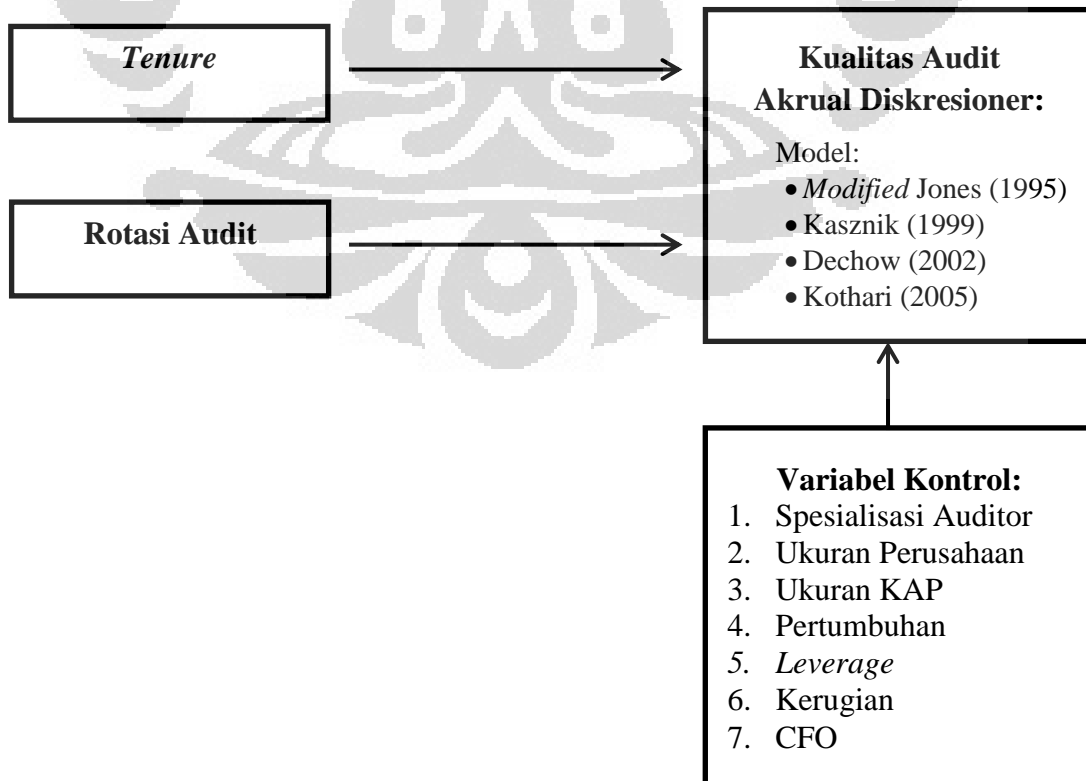 Tenure
Rotasi Audit
Kualitas Audit
Akrual Diskresioner:
Model:
• Modified Jones (1995)
• Kasznik (1999)
• Dechow (2002)
• Kothari (2005)
Variabel Kontrol:
1. Spesialisasi Auditor
2. Ukuran Perusahaan
3. Ukuran KAP
4. Pertumbuhan
5. Leverage
6. Kerugian
7. CFO